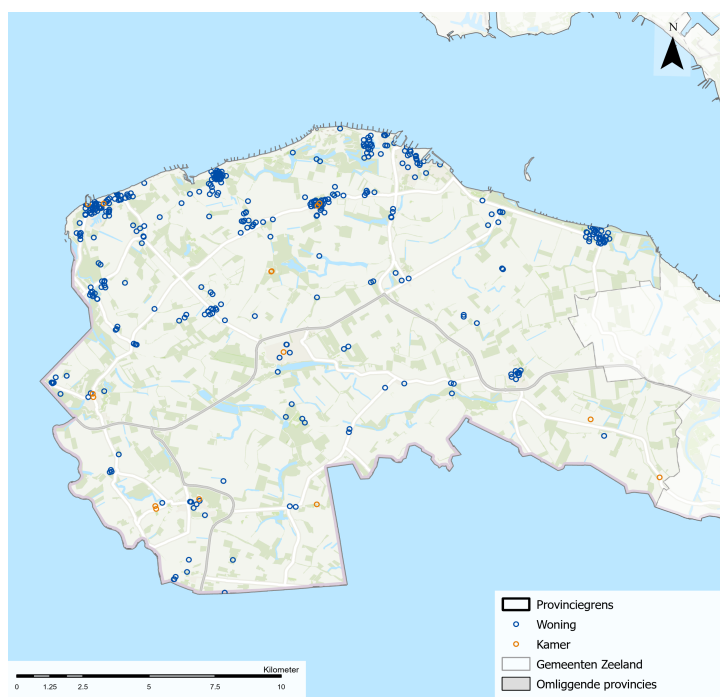 N
Provinciegrens
Woning
Kamer
Gemeenten Zeeland
Omliggende provincies
Kilometer
0 1.25 2.5 5 7.5 10